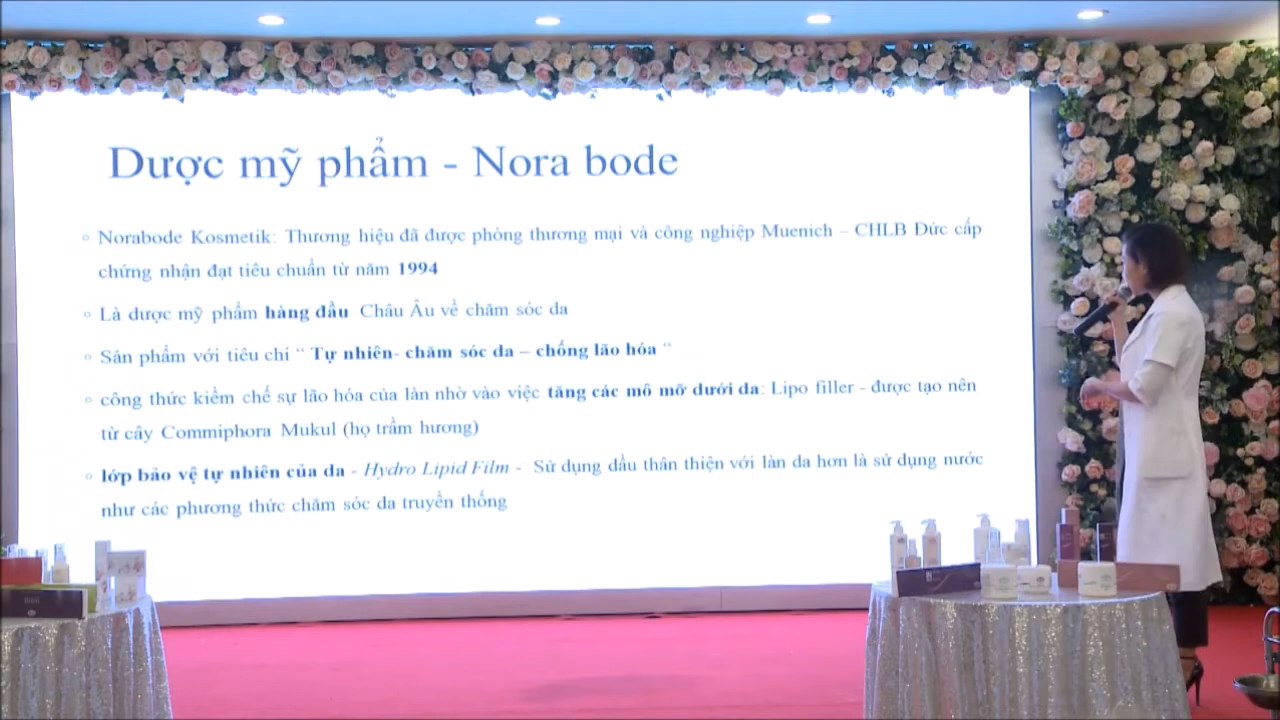 Dược mỹ phẩm - Nora bode
Norabode Kosmetik: Thương hiệu đã được phòng thương mại và công nghiệp Muenich – CHLB Đức cấp
chứng nhận đạt tiêu chuẩn từ năm 1994
Là dược mỹ phẩm hàng đầu Châu Âu về chăm sóc da
Sản phẩm với tiêu chí “ Tự nhiên- chăm sóc da – chống lão hóa “
công thức kiềm chế sự lão hóa của làn nhờ vào việc tăng các mô mỡ dưới da: Lipo filler - được tạo nên
từ cây Commiphora Mukul (họ trầm hương)
lớp bảo vệ tự nhiên của da - Hydro Lipid Film - Sử dụng dầu thân thiện với làn da hơn là sử dụng nước
như các phương thức chăm sóc da truyền thống